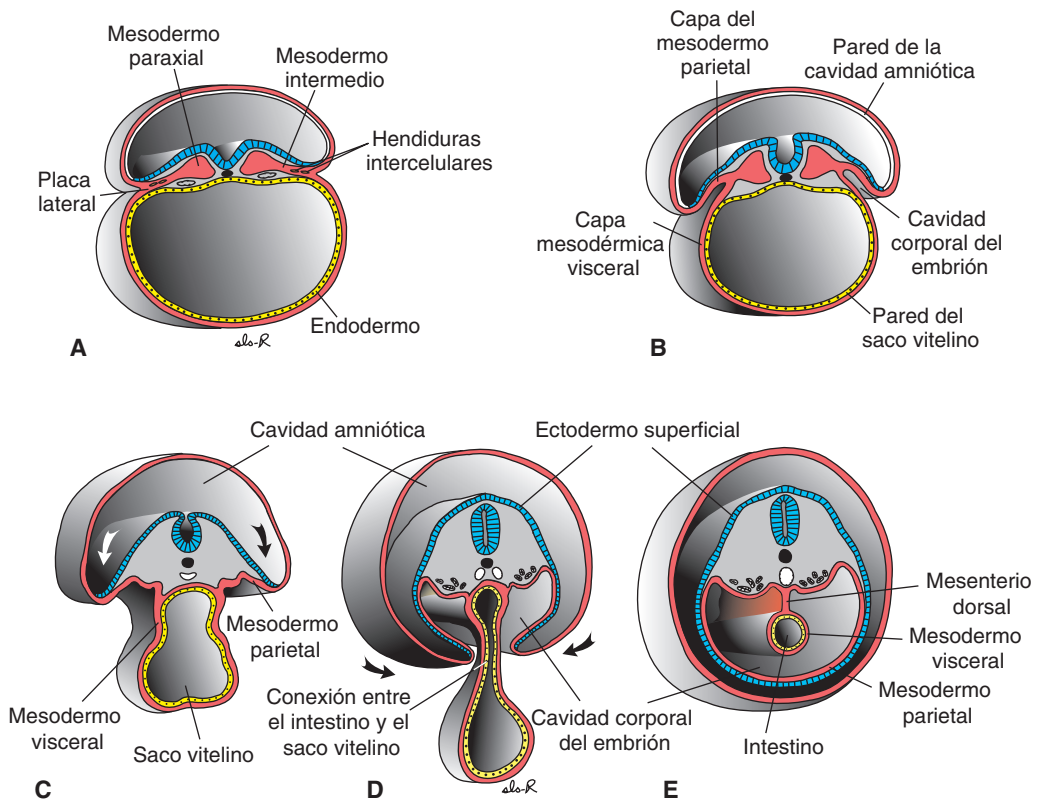 Mesodermo
paraxial
Mesodermo
intermedio
Hendiduras
intercelulares
Placa
lateral
Endodermo
sls-R
A
Capa del
mesodermo
parietal
Pared de la
cavidad amniótica
Capa
mesodérmica
visceral
Cavidad
corporal del
embrión
Pared del
saco vitelino
B
Cavidad amniótica
Ectodermo superficial
Mesodermo
parietal
Mesodermo
visceral
Saco vitelino
C
Conexión entre
el intestino y el
saco vitelino
Cavidad corporal
del embrión
sls-R
D
Mesenterio
dorsal
Mesodermo
visceral
Mesodermo
parietal
Intestino
E